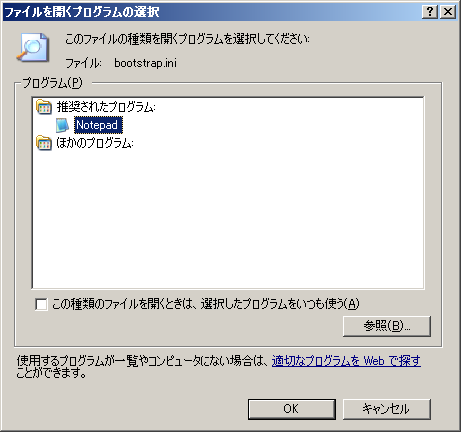 ファイルを開くプログラムの選択
このファイルの種類を開くプログラムを選択してください:
ファイル: bootstrap.ini
プログラム(P)
推奨されたプログラム:
Notepad
ほかのプログラム:
この種類のファイルを開くときは、選択したプログラムをいつも使う(A)
参照(B)...
使用するプログラムが一覧やコンピュータにない場合は、適切なプログラムを Web で探す
ことができます。
OK キャンセル